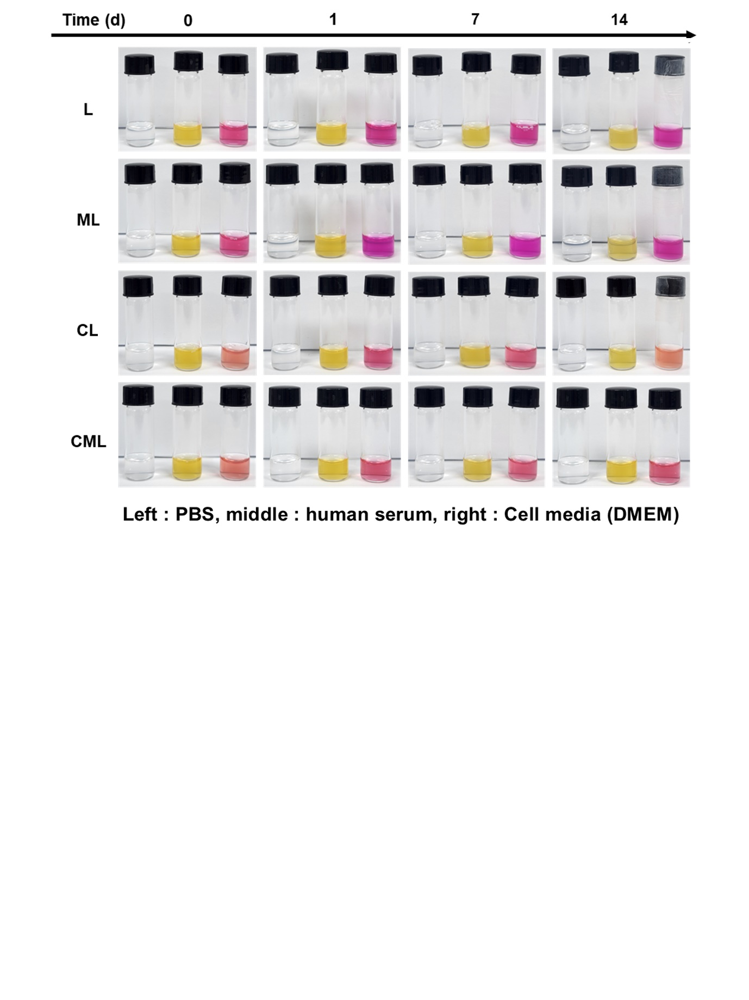 Time (d) 0 1 7 14
L
ML
CL
CML
Left : PBS, middle : human serum, right : Cell media (DMEM)